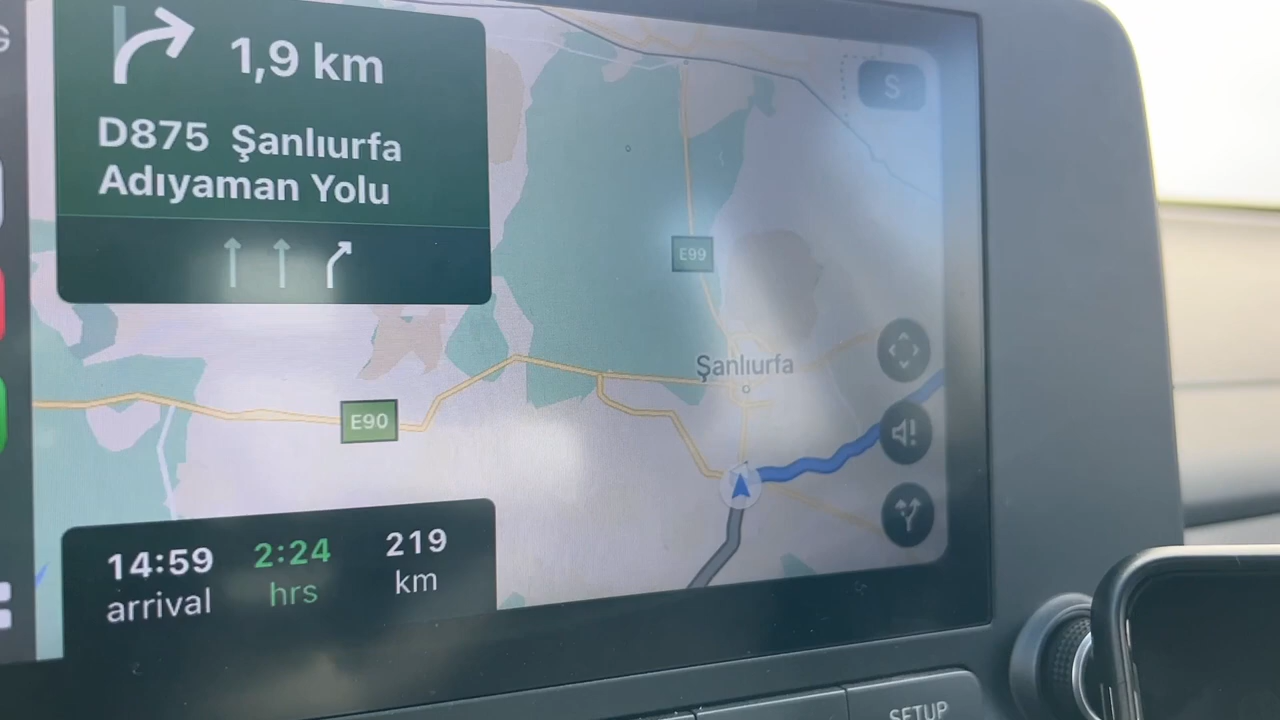 1,9 km
D875 Şanlıurfa
Adıyaman Yolu
S
E99
Şanlıurfa
E90
14:59 2:24 219
arrival hrs km
SETUP